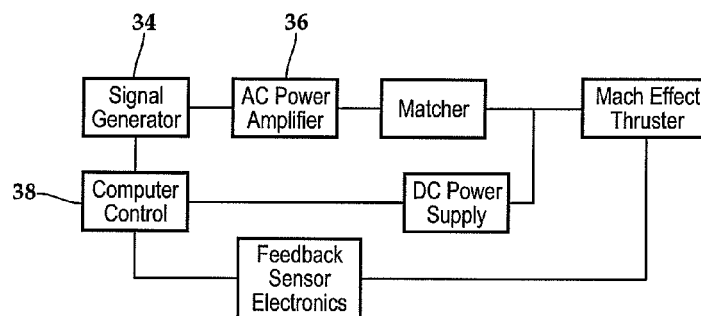 34
36
Signal
Generator
AC Power
Amplifier
Matcher
Mach Effect
Thruster
38
Computer
Control
DC Power
Supply
Feedback
Sensor
Electronics